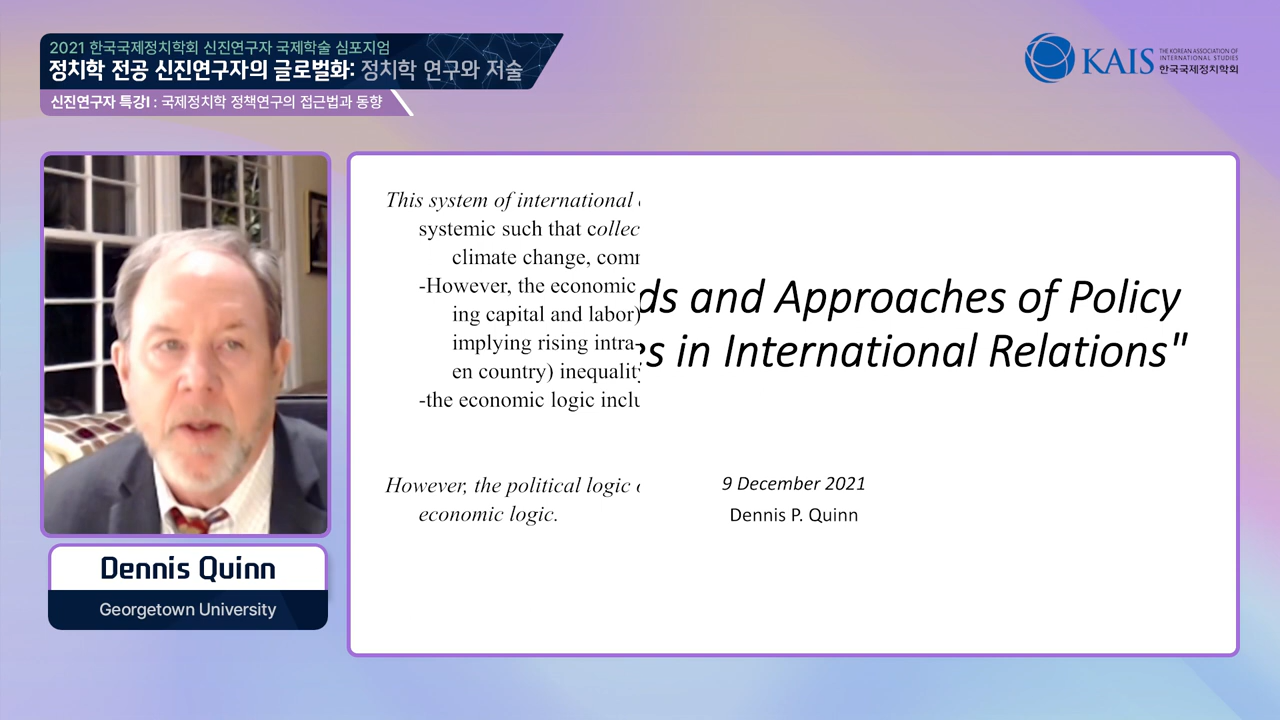 2021 한국국제정치학회 신진연구자 국제학술 심포지엄
정치학 전공 신진연구자의 글로벌화: 정치학 연구와 저술
신진연구자 특강I : 국제정치학 정책연구의 접근법과 동향
KAIS
THE KOREAN ASSOCIATION OF
INTERNATIONAL STUDIES
한국국제정치학회
This system of international
systemic such that collec
climate change, com
-However, the economic
ing capital and labor)
implying rising intra-
en country) inequality
-the economic logic inclu
However, the political logic
economic logic.
ds and Approaches of Policy
s in International Relations"
9 December 2021
Dennis P. Quinn
Dennis Quinn
Georgetown University